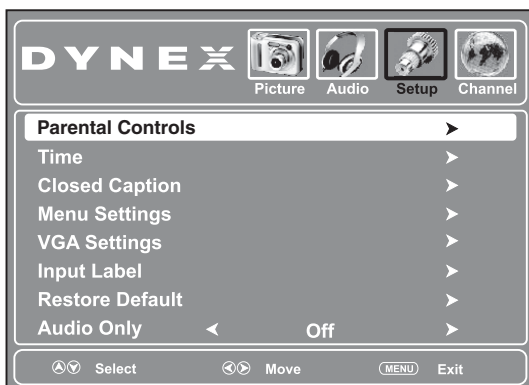 DYNEX
Picture Audio Setup Channel
Parental Controls
Time
Closed Caption
Menu Settings
VGA Settings
Input Label
Restore Default
Audio Only Off
Select Move MENU Exit